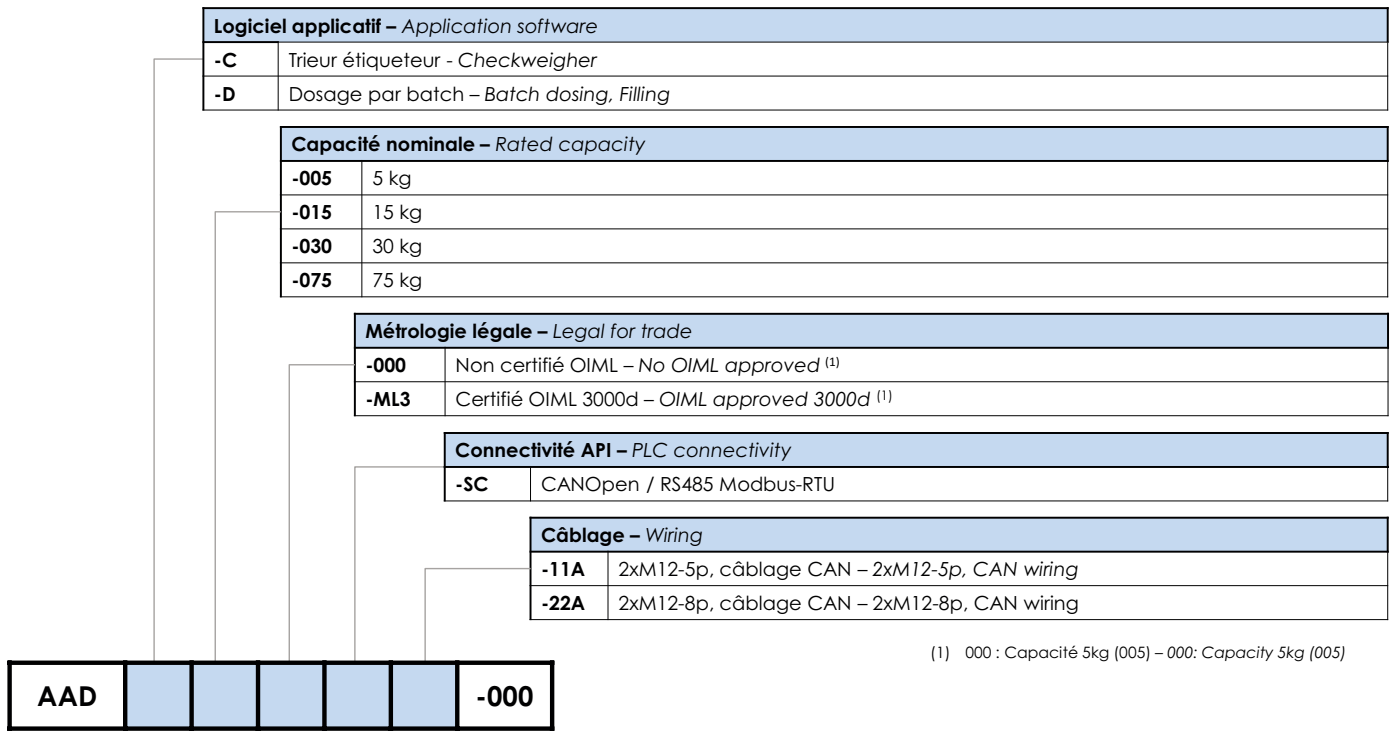 Logiciel applicatif – Application software
-C Trieur étiqueteur - Checkweigher
-D Dosage par batch – Batch dosing, Filling
Capacité nominale – Rated capacity
-005 5 kg
-015 15 kg
-030 30 kg
-075 75 kg
Métrologie légale – Legal for trade
-000 Non certifié OIML – No OIML approved (1)
-ML3 Certifié OIML 3000d – OIML approved 3000d (1)
Connectivité API – PLC connectivity
-SC CANOpen / RS485 Modbus-RTU
Câblage – Wiring
-11A 2xM12-5p, câblage CAN – 2xM12-5p, CAN wiring
-22A 2xM12-8p, câblage CAN – 2xM12-8p, CAN wiring
(1) 000 : Capacité 5kg (005) – 000: Capacity 5kg (005)
AAD -000